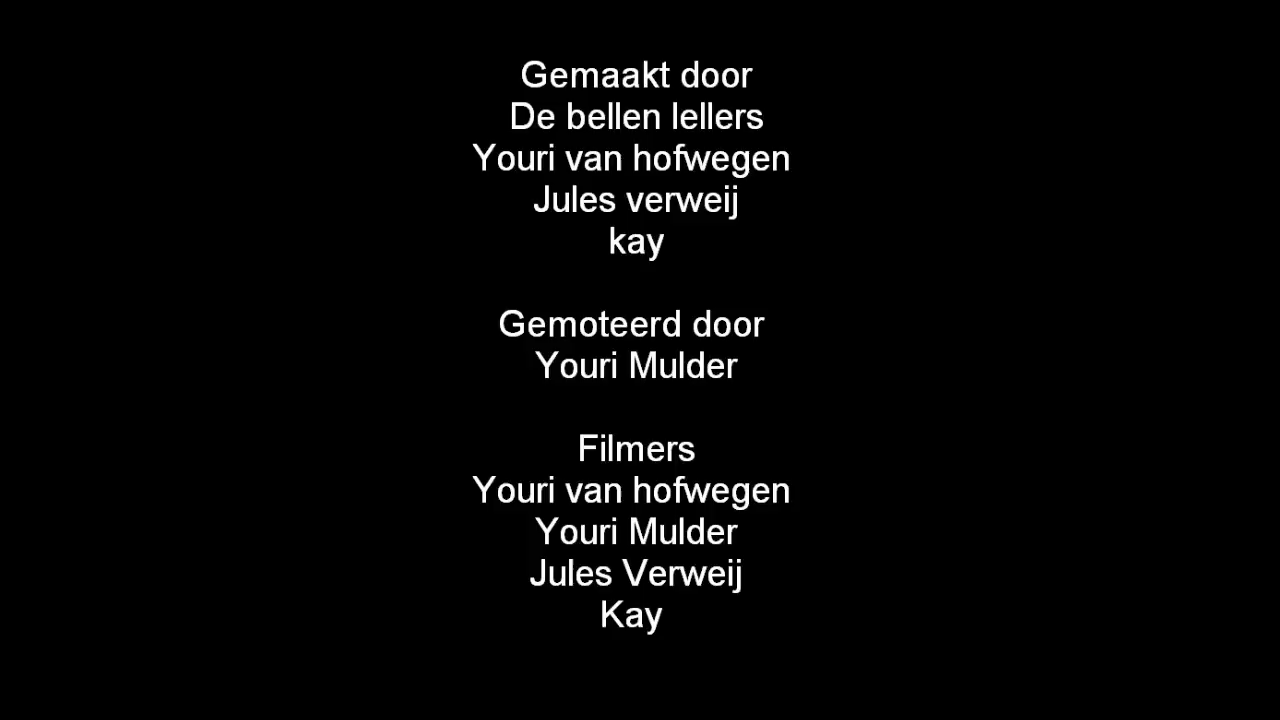 Gemaakt door
De bellen lellers
Youri van hofwegen
Jules verweij
kay
Gemoteerd door
Youri Mulder
Filmers
Youri van hofwegen
Youri Mulder
Jules Verweij
Kay